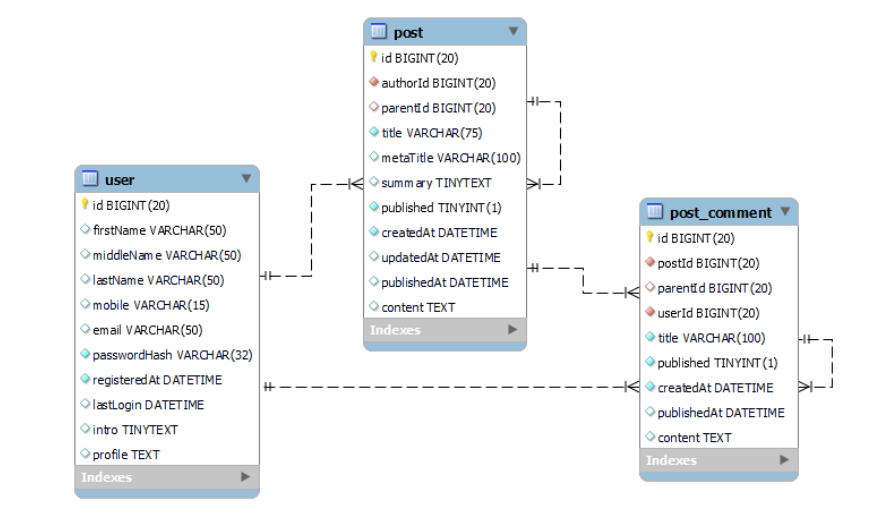 post
id BIGINT(20)
authorId BIGINT(20)
parentId BIGINT(20)
title VARCHAR(75)
metaTitle VARCHAR(100)
summary TINYTEXT
published TINYINT(1)
createdAt DATETIME
updatedAt DATETIME
publishedAt DATETIME
content TEXT
Indexes
user
id BIGINT(20)
firstName VARCHAR(50)
middleName VARCHAR(50)
lastName VARCHAR(50)
mobile VARCHAR(15)
email VARCHAR(50)
passwordHash VARCHAR(32)
registeredAt DATETIME
lastLogin DATETIME
intro TINYTEXT
profile TEXT
Indexes
post_comment
id BIGINT(20)
postId BIGINT(20)
parentId BIGINT(20)
userId BIGINT(20)
title VARCHAR(100)
published TINYINT(1)
createdAt DATETIME
publishedAt DATETIME
content TEXT
Indexes